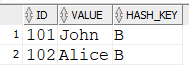 ID VALUE HASH_KEY
1 101 John B
2 102 Alice B